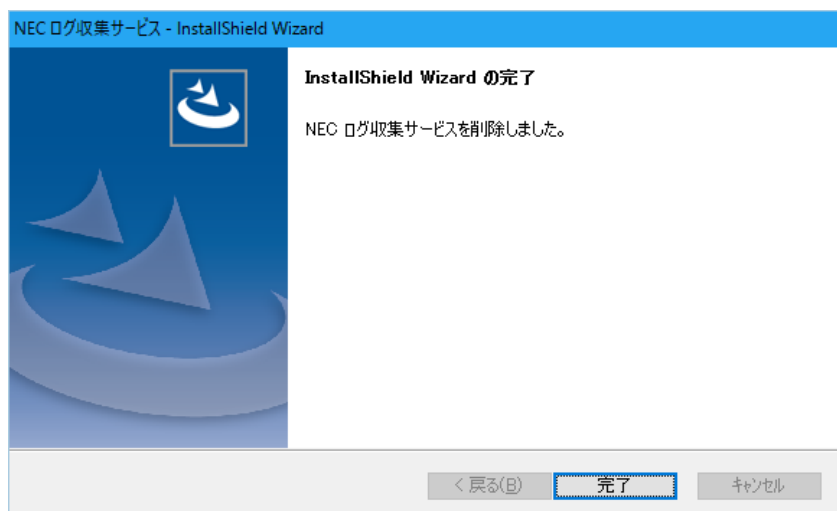 NEC ログ収集サービス - InstallShield Wizard
InstallShield Wizard の完了
NEC ログ収集サービスを削除しました。
< 戻る(B)
完了
キャンセル